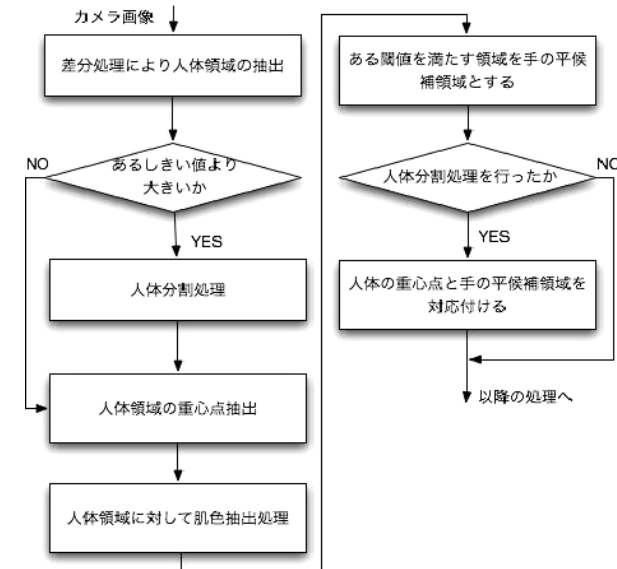 カメラ画像
差分処理により人体領域の抽出
あるしきい値より
大きいか
NO
YES
人体分割処理
人体領域の重心点抽出
人体領域に対して肌色抽出処理
ある閾値を満たす領域を手の平候
補領域とする
人体分割処理を行ったか
NO
YES
人体の重心点と手の平候補領域を
対応付ける
以降の処理へ